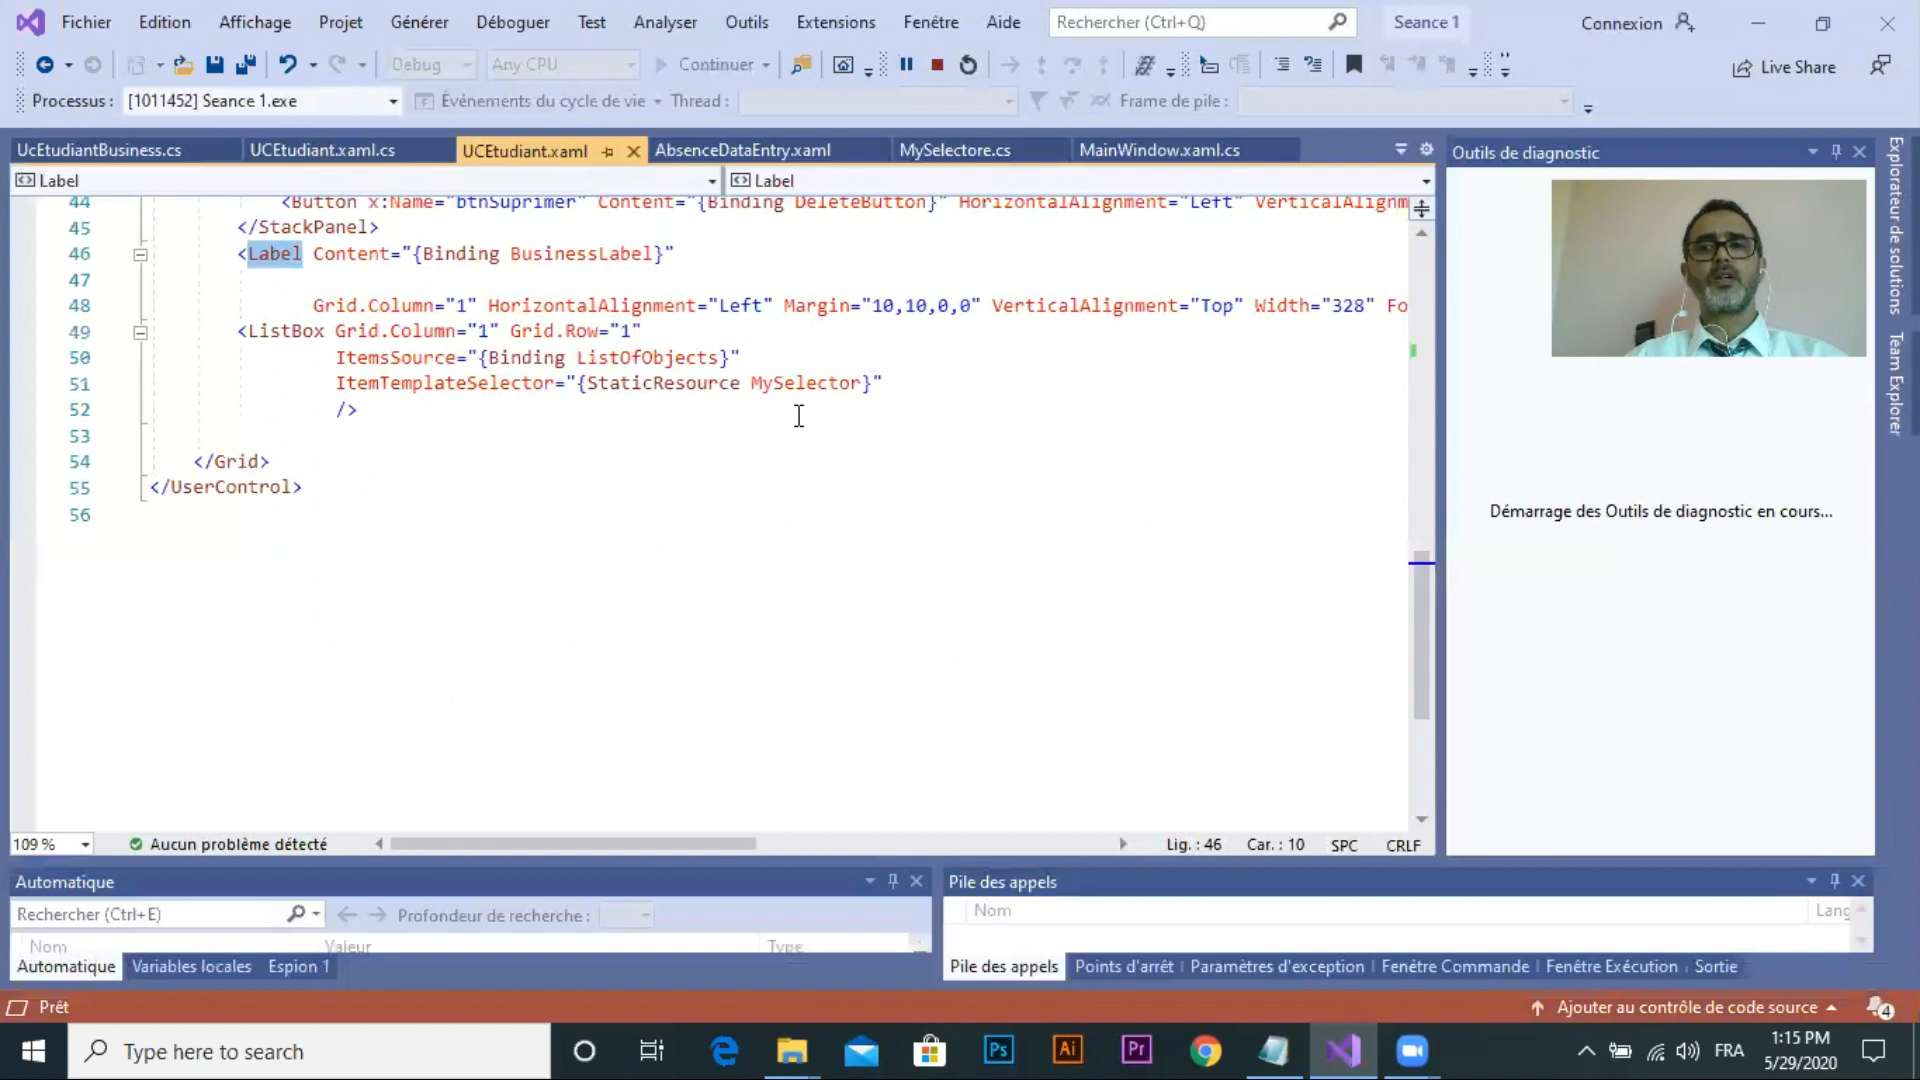 Fichier Edition Affichage Projet Générer Déboguer Test Analyser Outils Extensions Fenêtre Aide Rechercher (Ctrl+Q) Seance 1 Connexion
Debug Any CPU Continuer Live Share
Processus : [1011452] Seance 1.exe Événements du cycle de vie Thread : Frame de pile :
UcEtudiantBusiness.cs UCEtudiant.xaml.cs UCEtudiant.xaml AbsenceDataEntry.xaml MySelectore.cs MainWindow.xaml.cs Outils de diagnostic
Label Label
44 <Button x:Name="btnSuprimer" Content="{Binding DeleteButton}" HorizontalAlignment="Left" VerticalAlignm
45 </StackPanel>
46 <Label Content="{Binding BusinessLabel}"
47
48 Grid.Column="1" HorizontalAlignment="Left" Margin="10,10,0,0" VerticalAlignment="Top" Width="328" Fo
49 <ListBox Grid.Column="1" Grid.Row="1"
50 ItemsSource="{Binding ListOfObjects}"
51 ItemTemplateSelector="{StaticResource MySelector}"
52 />
53
54 </Grid>
55 </UserControl>
56
Démarrage des Outils de diagnostic en cours...
Explorateur de solutions
Team Explorer
109 % Aucun problème détecté Lig. : 46 Car. : 10 SPC CRLF
Automatique Pile des appels
Rechercher (Ctrl+E) Profondeur de recherche : Nom Lang
Nom Valeur Type
Automatique Variables locales Espion 1 Pile des appels Points d'arrêt Paramètres d'exception Fenêtre Commande Fenêtre Exécution Sortie
Prêt Ajouter au contrôle de code source 4
Type here to search Ps Ai Pr FRA 1:15 PM
5/29/2020